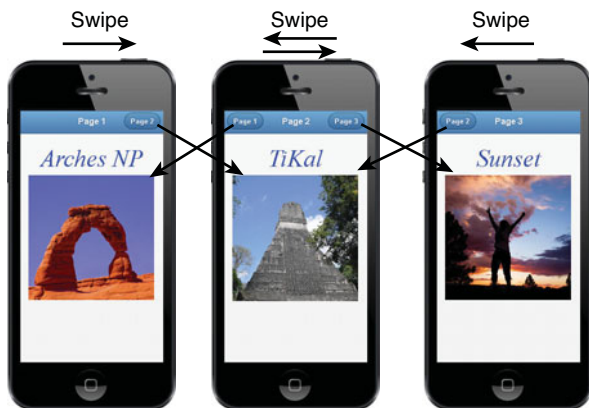 Swipe
Swipe
Swipe
Page 1
Page 2
Page 1
Page 2
Page 3
Page 2
Page 3
Arches NP
TiKal
Sunset